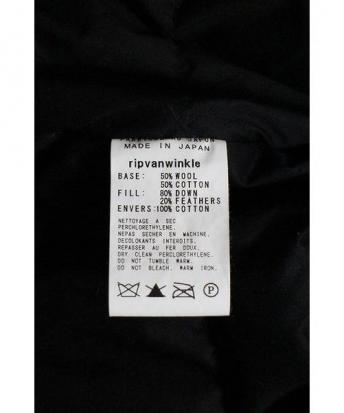 MADE IN JAPAN
ripvanwinkle
BASE: 50% WOOL
50% COTTON
FILL: 80% DOWN
20% FEATHERS
ENVERS: 100% COTTON
NETTOYAGE A SEC
PERCHLORETHYLENE.
NEPAS SECHER EN MACHINE.
DECOLOKANTS INTERDITS.
REPASSER AU FER DOUX.
DRY CLEAN PERCLORETHYLENE.
DO NOT TUMBLE WARM.
DO NOT BLEACH, WARM IRON.
P